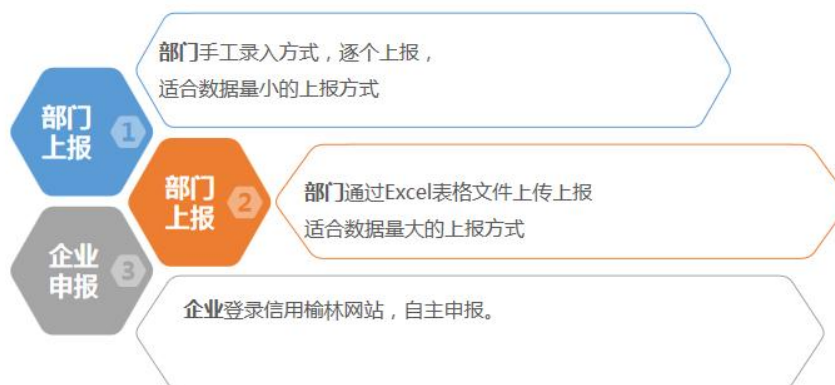 部门手工录入方式，逐个上报，
适合数据量小的上报方式
部门
上报
1
部门通过Excel表格文件上传上报
适合数据量大的上报方式
部门
上报
2
企业
申报
3
企业登录信用榆林网站，自主申报。